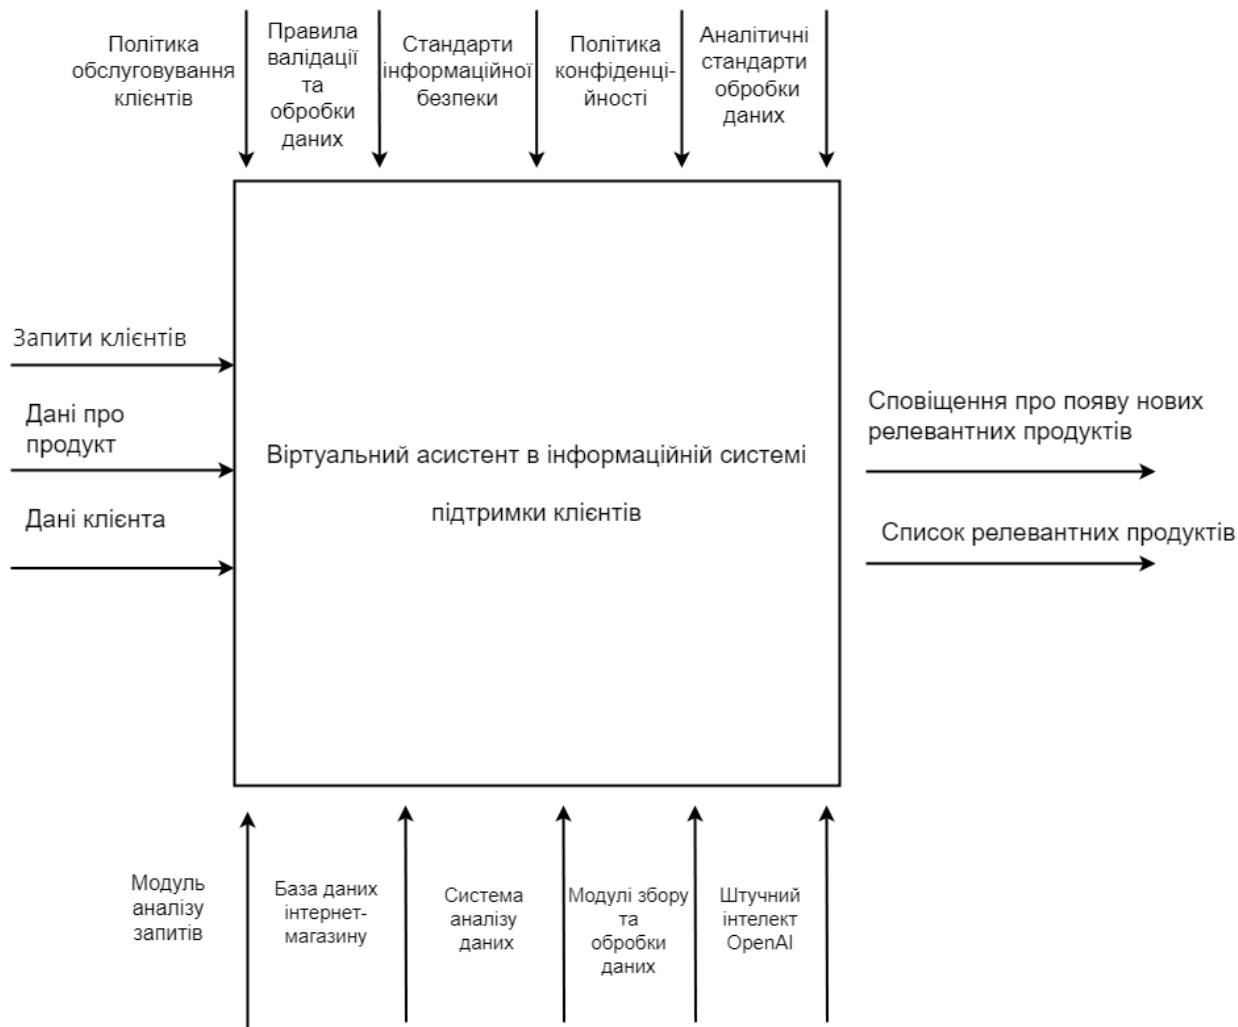 Політика
обслуговування
клієнтів
Правила
валідації
та
обробки
даних
Стандарти
інформаційної
безпеки
Політика
конфіденці-
йності
Аналітичні
стандарти
обробки
даних
Запити клієнтів
Дані про
продукт
Дані клієнта
Віртуальний асистент в інформаційній системі
підтримки клієнтів
Сповіщення про появу нових
релевантних продуктів
Список релевантних продуктів
Модуль
аналізу
запитів
База даних
інтернет-
магазину
Система
аналізу
даних
Модулі збору
та
обробки
даних
Штучний
інтелект
OpenAI